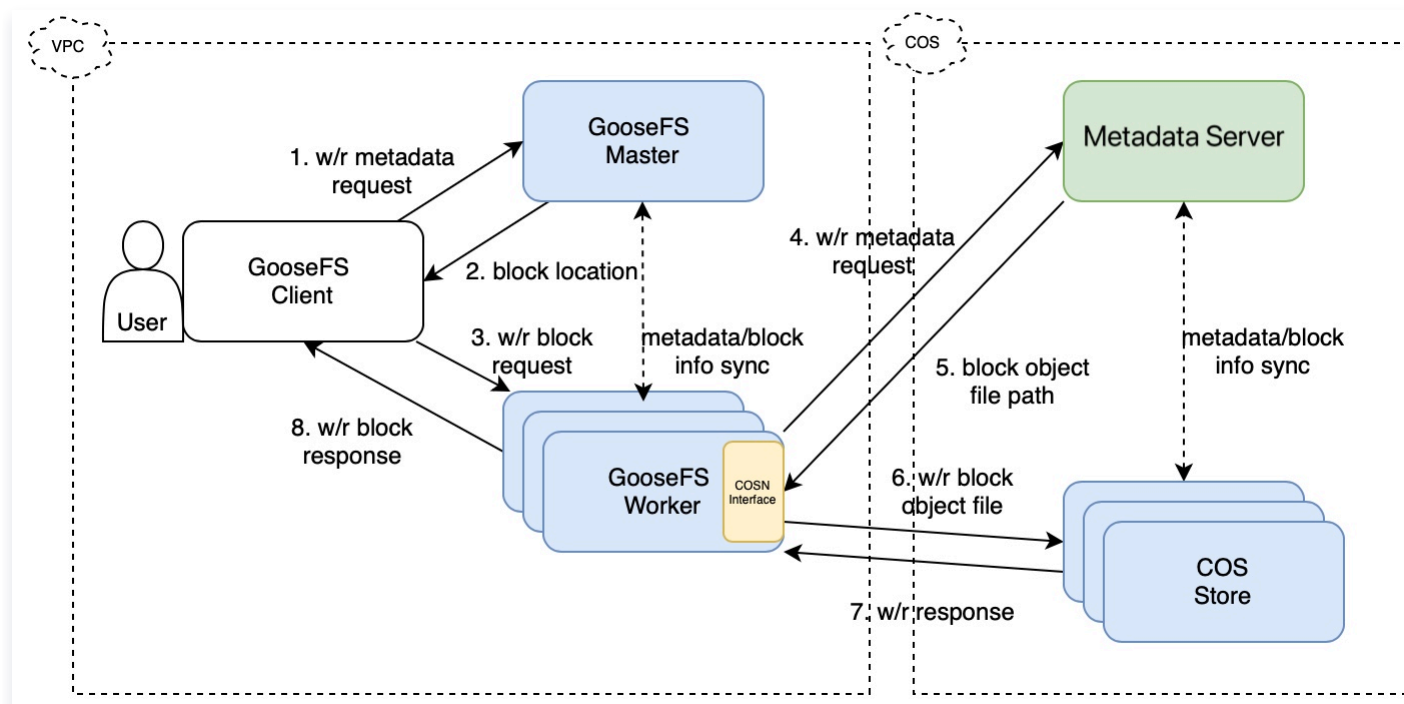 VPC
COS
GooseFS
Master
Metadata Server
1. w/r metadata
request
GooseFS
Client
User
2. block location
4. w/r metadata
request
3. w/r block
request
metadata/block
info sync
5. block object
file path
metadata/block
info sync
8. w/r block
response
GooseFS
Worker
COSN
Interface
6. w/r block
object file
COS
Store
7. w/r response